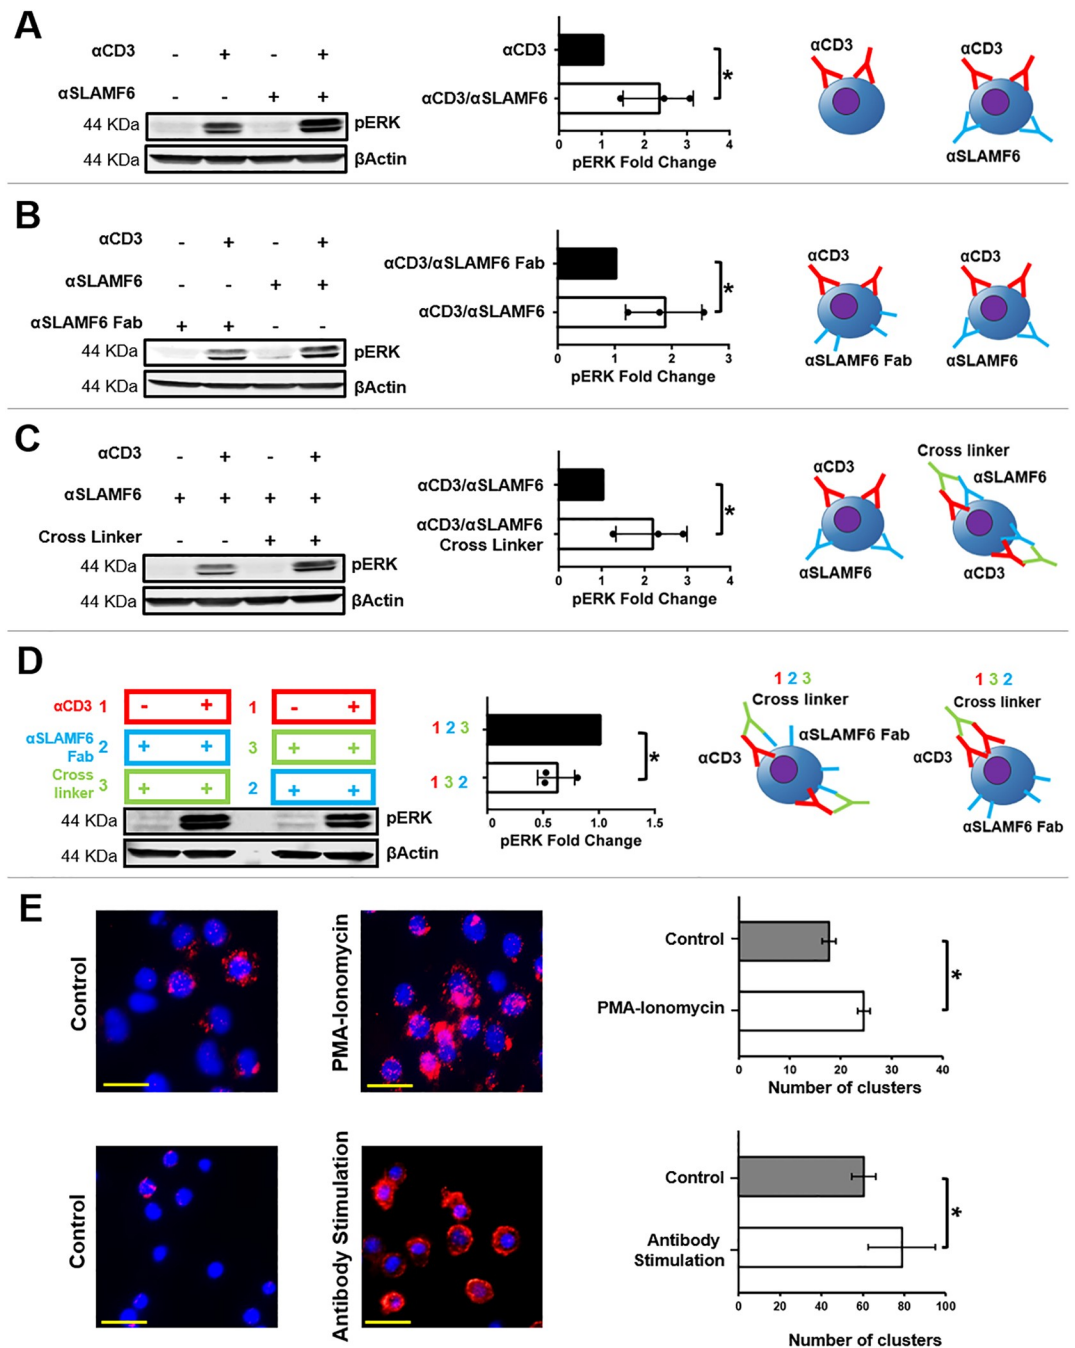 A
αCD3 - + - +
αSLAMF6 - - + +
44 KDa pERK
44 KDa βActin
αCD3
αCD3/αSLAMF6
*
0 1 2 3 4
pERK Fold Change
αCD3
αCD3
αSLAMF6
B
αCD3 - + - +
αSLAMF6 - - + +
αSLAMF6 Fab + + - -
44 KDa pERK
44 KDa βActin
αCD3/αSLAMF6 Fab
αCD3/αSLAMF6
*
0 1 2 3
pERK Fold Change
αCD3
αSLAMF6 Fab
αCD3
αSLAMF6
C
αCD3 - + - +
αSLAMF6 + + + +
Cross Linker - - + +
44 KDa pERK
44 KDa βActin
αCD3/αSLAMF6
αCD3/αSLAMF6
Cross Linker
*
0 1 2 3 4
pERK Fold Change
αCD3
αSLAMF6
Cross linker
αSLAMF6
αCD3
D
αCD3 1 - + 1 - +
αSLAMF6
Fab 2 + + 3 + +
Cross
linker 3 + + 2 + +
44 KDa pERK
44 KDa βActin
1 2 3
1 3 2
*
0 0.5 1.0 1.5
pERK Fold Change
1 2 3
Cross linker
αSLAMF6 Fab
αCD3
1 3 2
Cross linker
αCD3
αSLAMF6 Fab
E
Control
PMA-Ionomycin
Control
PMA-Ionomycin
*
0 10 20 30 40
Number of clusters
Control
Antibody Stimulation
Control
Antibody
Stimulation
*
0 20 40 60 80 100
Number of clusters